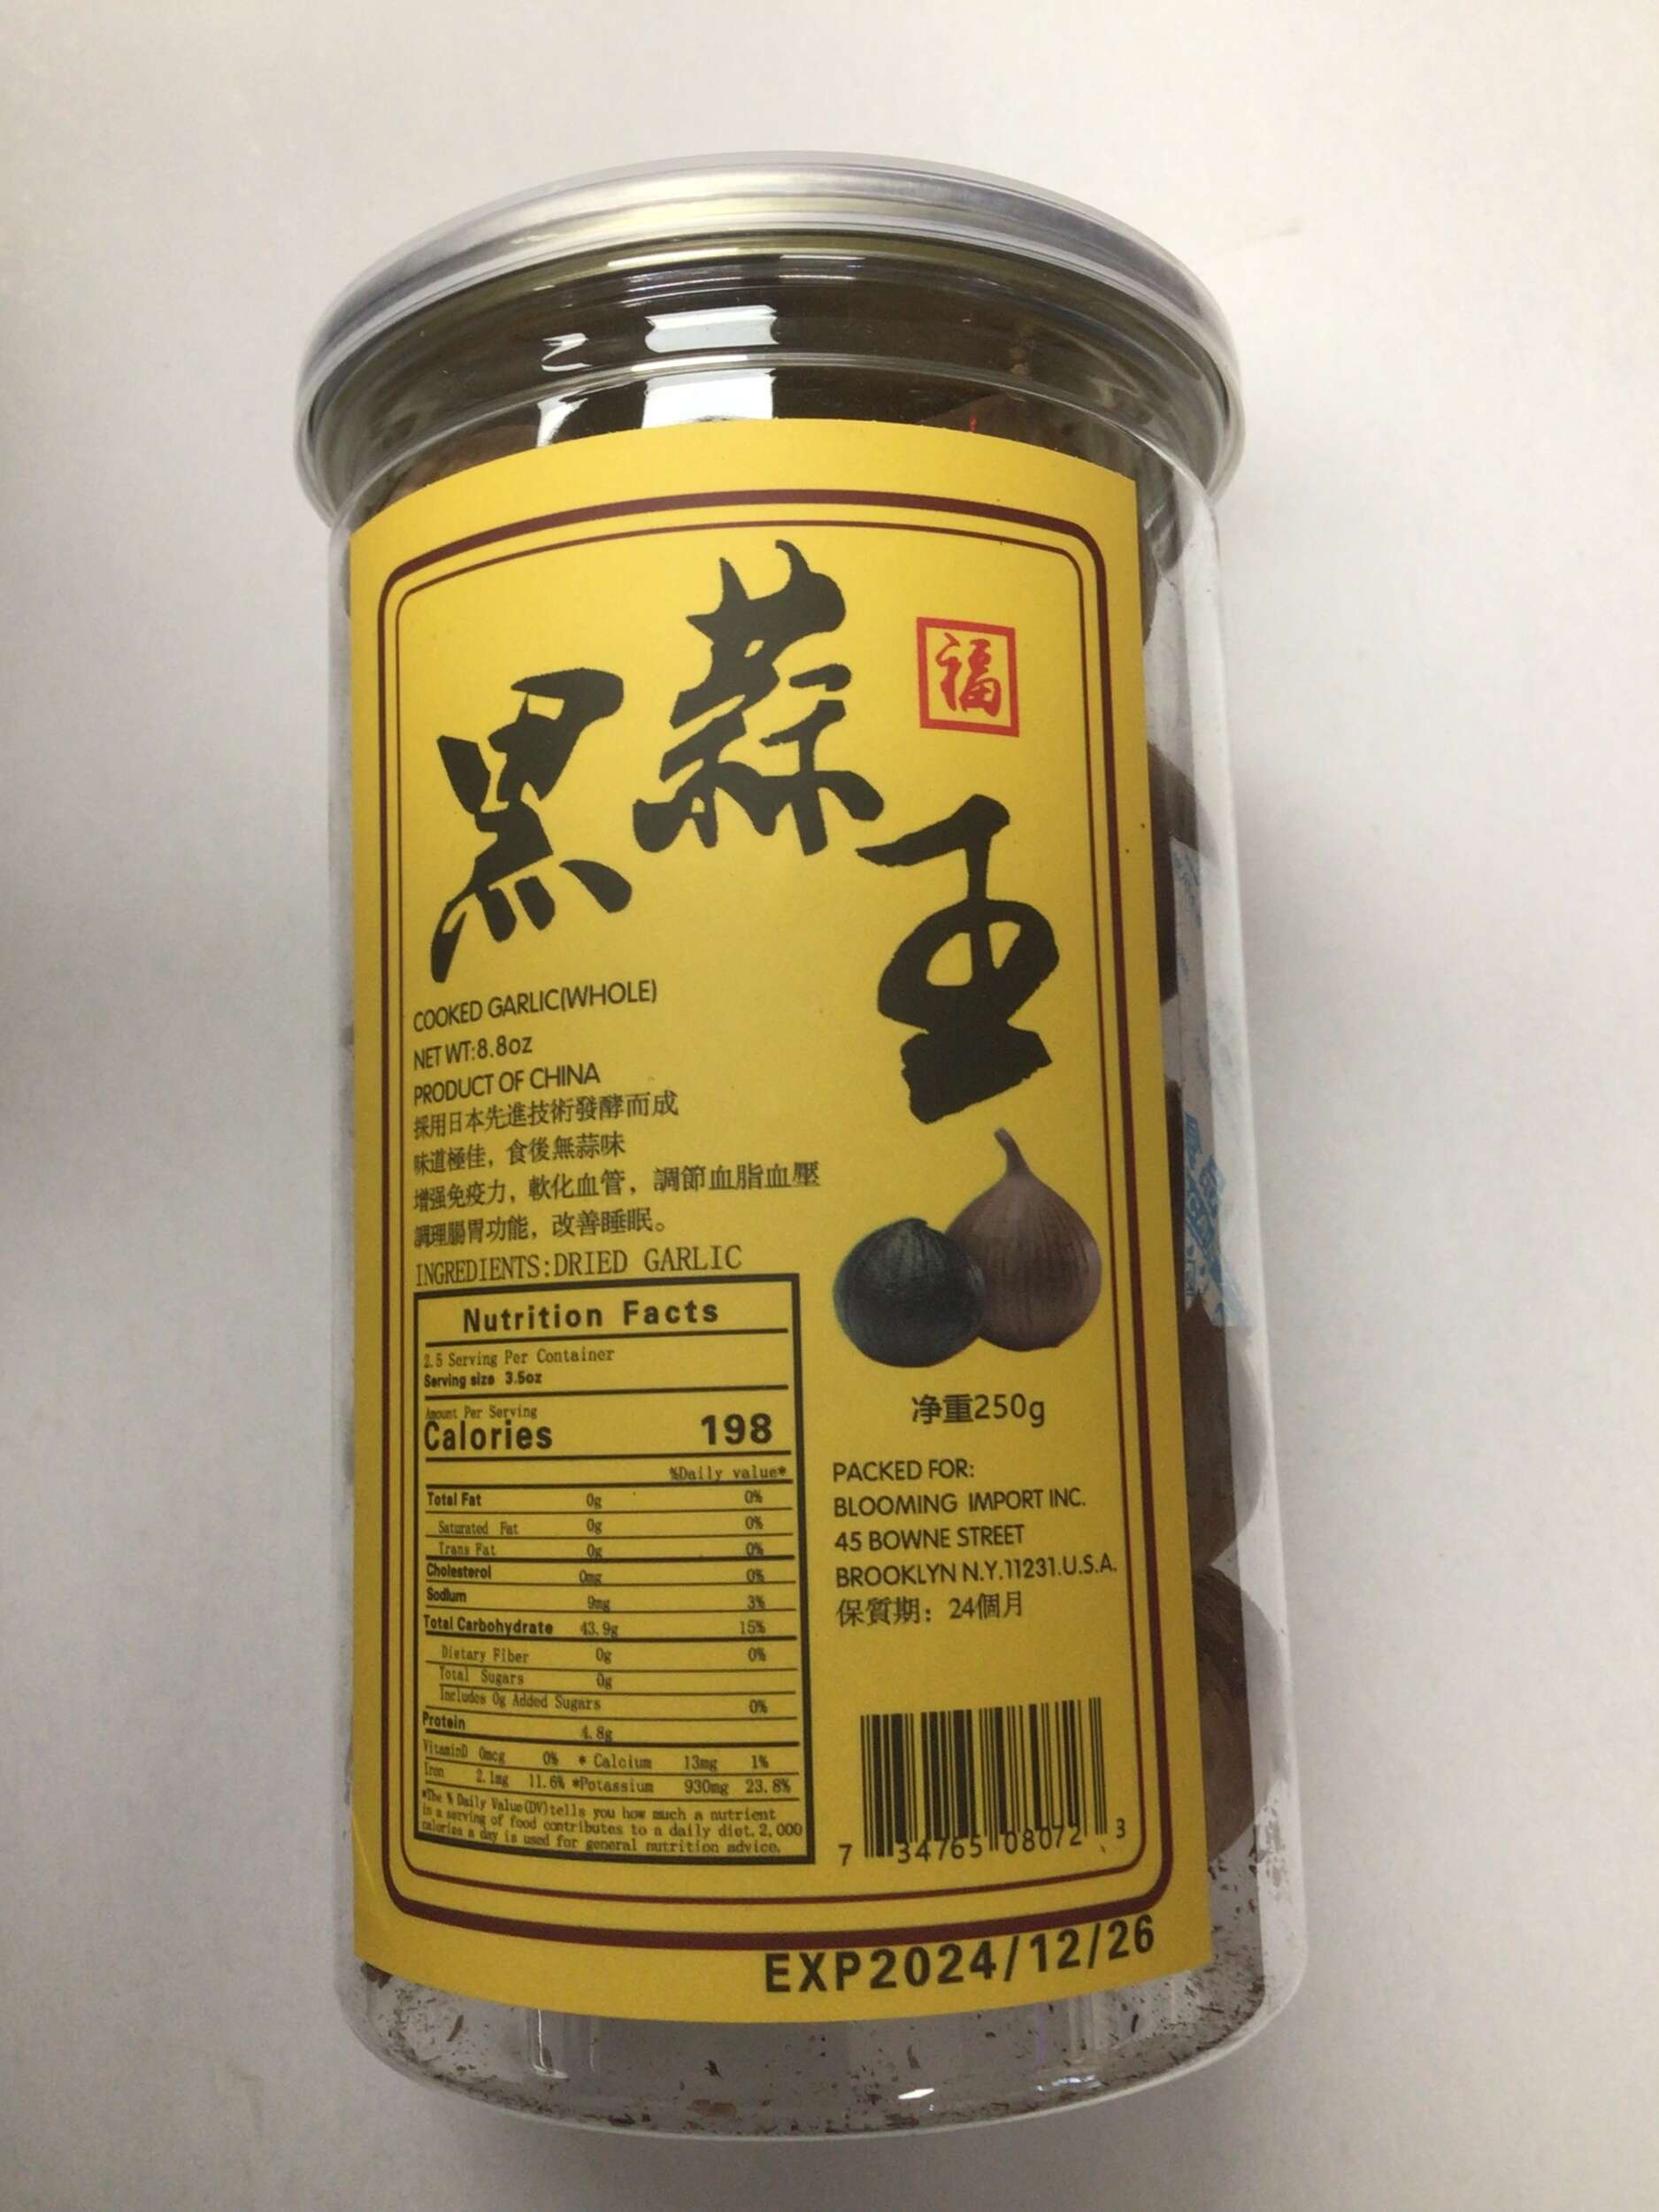 黑蒜王
福
COOKED GARLIC(WHOLE)
NET WT:8.8oz
PRODUCT OF CHINA
採用日本先進技術發酵而成
味道極佳，食後無蒜味
增强免疫力，軟化血管，調節血脂血壓
調理腸胃功能，改善睡眠。
INGREDIENTS:DRIED GARLIC
Nutrition Facts
2.5 Serving Per Container
Serving size 3.5oz
Amount Per Serving
Calories 198
%Daily value*
Total Fat 0g 0%
Saturated Fat 0g 0%
Trans Fat 0g 0%
Cholesterol 0mg 0%
Sodium 9mg 3%
Total Carbohydrate 43.9g 15%
Dietary Fiber 0g 0%
Total Sugars 0g
Includes 0g Added Sugars 0%
Protein 4.8g
VitaminD 0mcg 0% * Calcium 13mg 1%
Iron 2.1mg 11.6% *Potassium 930mg 23.8%
*The % Daily Value(DV)tells you how much a nutrient
in a serving of food contributes to a daily diet. 2,000
calories a day is used for general nutrition advice.
净重250g
PACKED FOR:
BLOOMING IMPORT INC.
45 BOWNE STREET
BROOKLYN N.Y.11231.U.S.A.
保質期：24個月
7 34765 08072 3
EXP2024/12/26